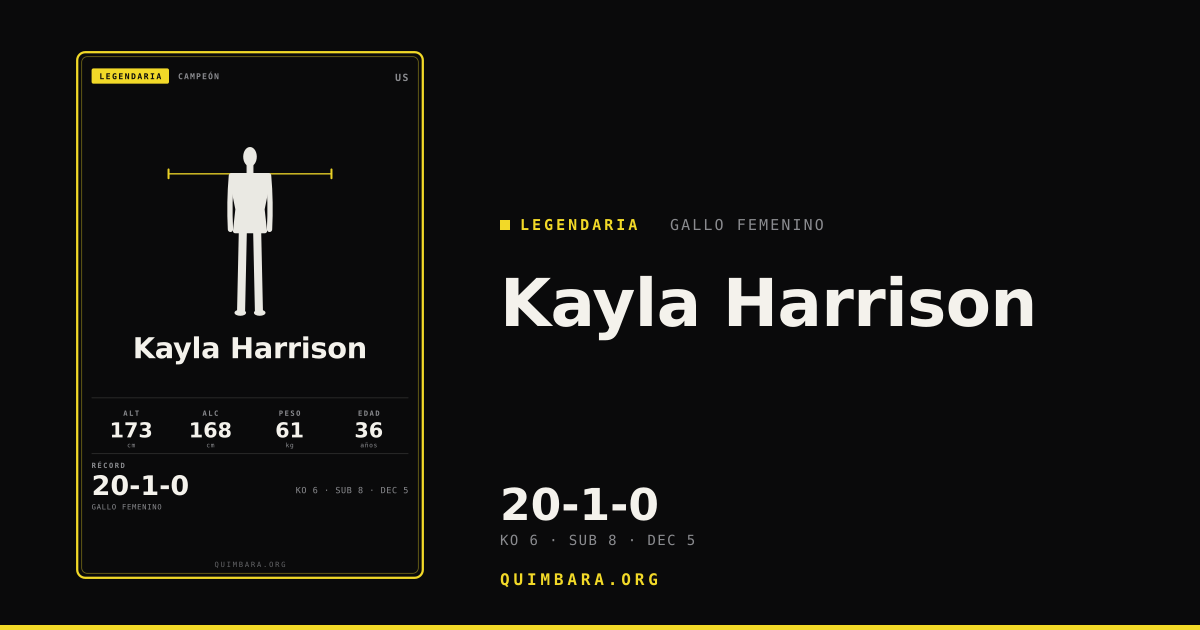 LEGENDARIA CAMPEÓN US
Kayla Harrison
ALT ALC PESO EDAD
173 168 61 36
cm cm kg años
RÉCORD
20-1-0
KO 6 · SUB 8 · DEC 5
GALLO FEMENINO
QUIMBARA.ORG
LEGENDARIA GALLO FEMENINO
Kayla Harrison
20-1-0
KO 6 · SUB 8 · DEC 5
QUIMBARA.ORG